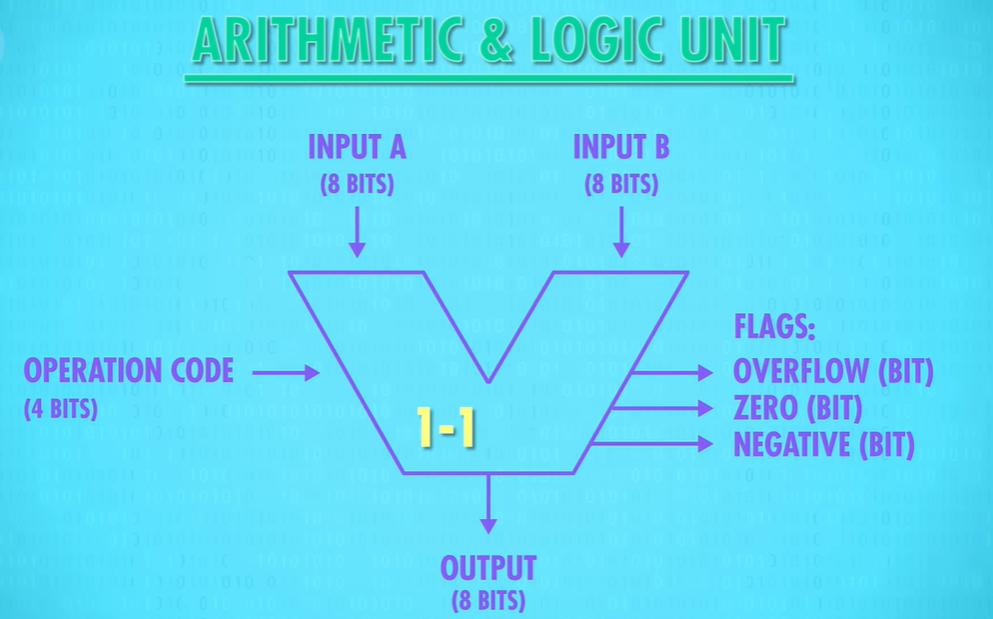 ARITHMETIC & LOGIC UNIT
INPUT A
(8 BITS)
INPUT B
(8 BITS)
FLAGS:
OPERATION CODE
(4 BITS)
OVERFLOW (BIT)
ZERO (BIT)
NEGATIVE (BIT)
1-1
OUTPUT
(8 BITS)